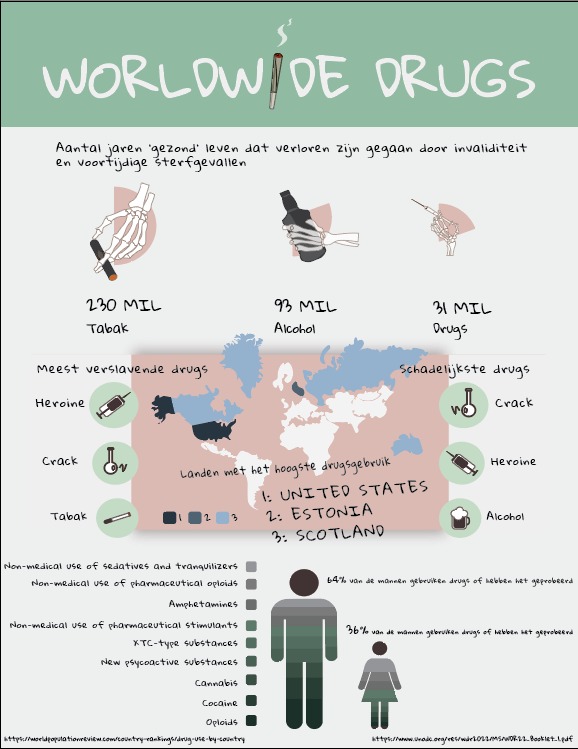 WORLDWIDE DRUGS
Aantal jaren 'gezond' leven dat verloren zijn gegaan door invaliditeit
en voortijdige sterfgevallen
230 MIL
Tabak
93 MIL
Alcohol
31 MIL
Drugs
Meest verslavende drugs
Heroine
Crack
Tabak
Schadelijkste drugs
Crack
Heroine
Alcohol
Landen met het hoogste drugsgebruik
1: UNITED STATES
2: ESTONIA
3: SCOTLAND
1 2 3
Non-medical use of sedatives and tranquilizers
Non-medical use of pharmaceutical oploids
Amphetamines
Non-medical use of pharmaceutical stimulants
XTC-type substances
New psycoactive substances
Cannabis
Cocaine
Oploids
64% van de mannen gebruiken drugs of hebben het geprobeerd
36% van de mannen gebruiken drugs of hebben het geprobeerd
https://worldpopulationreview.com/country-rankings/drug-use-by-country
https://www.unodc.org/res/wdr2022/MS/WDR22_Booklet_1.pdf